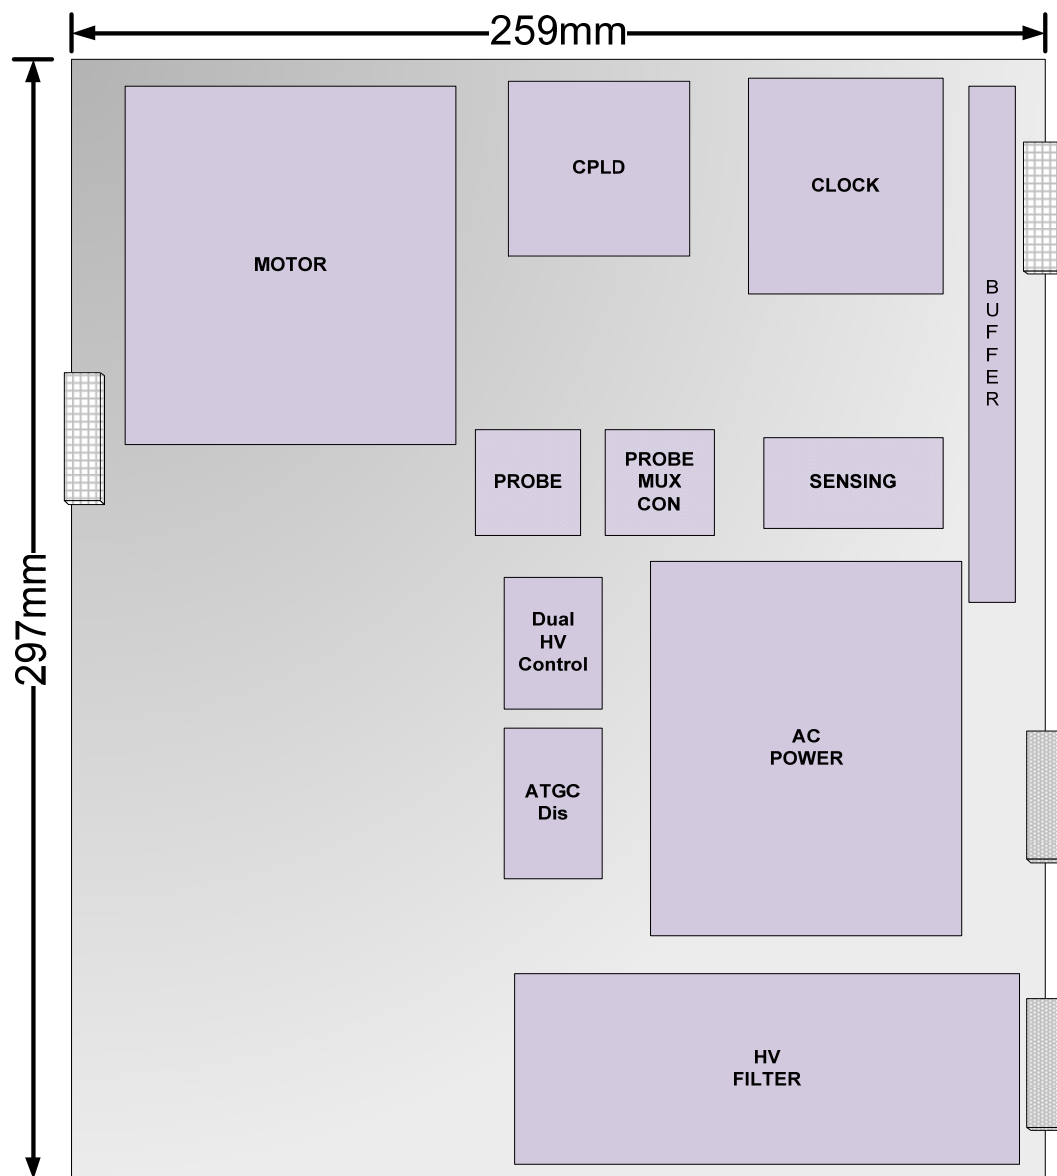 259mm
MOTOR
CPLD
CLOCK
BUFFER
PROBE
PROBE
MUX
CON
SENSING
297mm
Dual
HV
Control
AC
POWER
ATGC
Dis
HV
FILTER